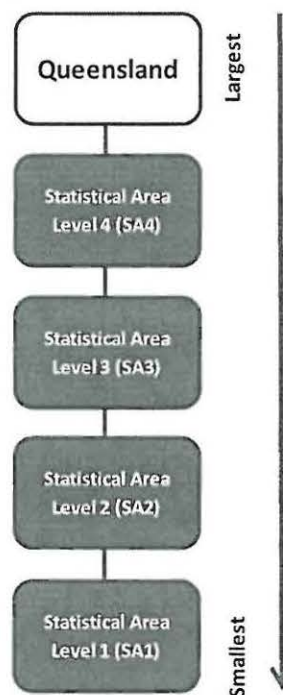 Queensland
Largest
Statistical Area
Level 4 (SA4)
Statistical Area
Level 3 (SA3)
Statistical Area
Level 2 (SA2)
Statistical Area
Level 1 (SA1)
Smallest